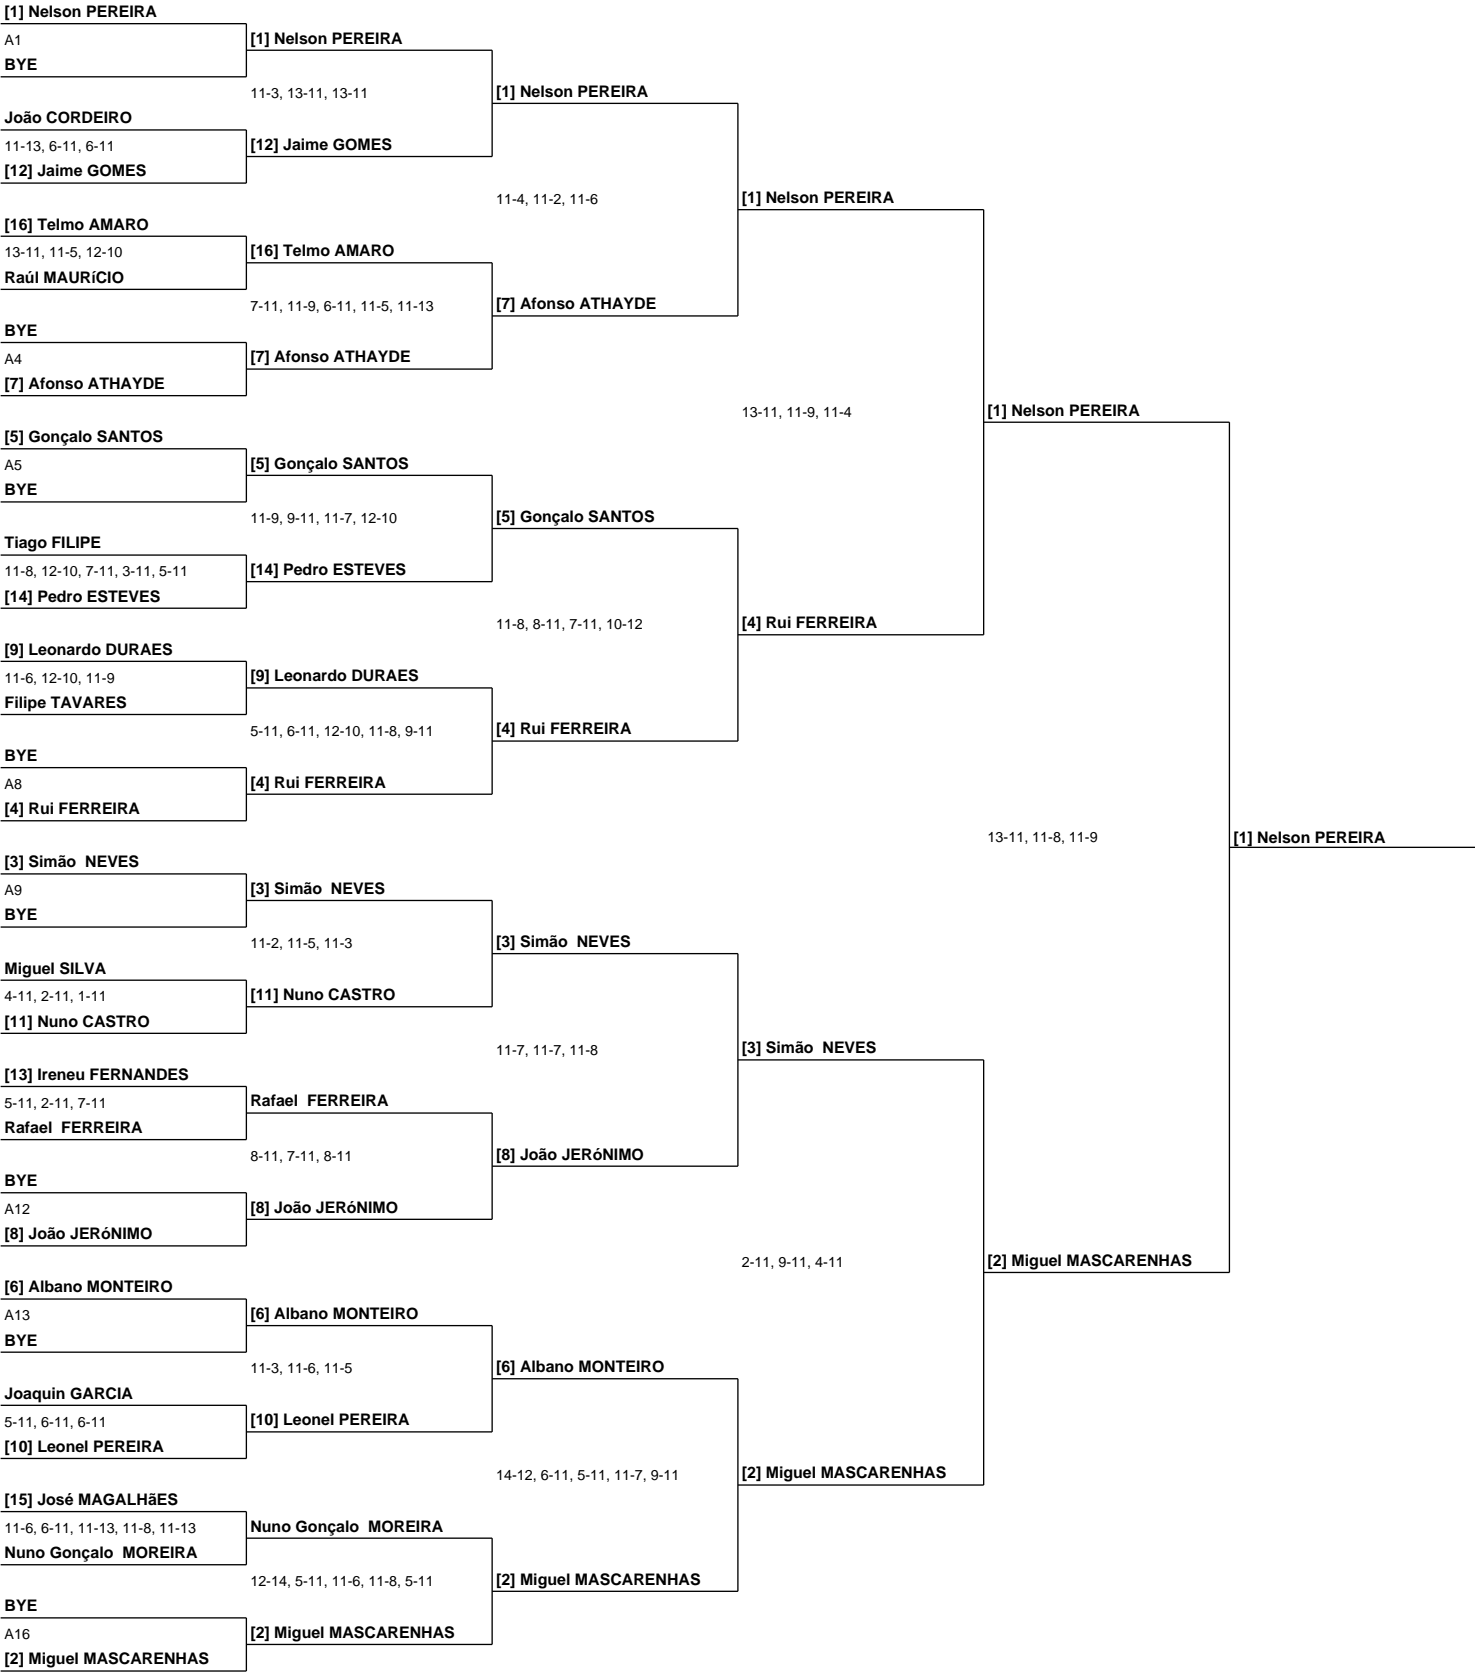 [1] Nelson PEREIRA
A1
BYE
João CORDEIRO
11-13, 6-11, 6-11
[12] Jaime GOMES
[16] Telmo AMARO
13-11, 11-5, 12-10
Raúl MAURíCIO
BYE
A4
[7] Afonso ATHAYDE
[5] Gonçalo SANTOS
A5
BYE
Tiago FILIPE
11-8, 12-10, 7-11, 3-11, 5-11
[14] Pedro ESTEVES
[9] Leonardo DURAES
11-6, 12-10, 11-9
Filipe TAVARES
BYE
A8
[4] Rui FERREIRA
[3] Simão  NEVES
A9
BYE
Miguel SILVA
4-11, 2-11, 1-11
[11] Nuno CASTRO
[13] Ireneu FERNANDES
5-11, 2-11, 7-11
Rafael  FERREIRA
BYE
A12
[8] João JERóNIMO
[6] Albano MONTEIRO
A13
BYE
Joaquin GARCIA
5-11, 6-11, 6-11
[10] Leonel PEREIRA
[15] José MAGALHãES
11-6, 6-11, 11-13, 11-8, 11-13
Nuno Gonçalo  MOREIRA
BYE
A16
[2] Miguel MASCARENHAS
[1] Nelson PEREIRA
11-3, 13-11, 13-11
[12] Jaime GOMES
[16] Telmo AMARO
7-11, 11-9, 6-11, 11-5, 11-13
[7] Afonso ATHAYDE
[5] Gonçalo SANTOS
11-9, 9-11, 11-7, 12-10
[14] Pedro ESTEVES
[9] Leonardo DURAES
5-11, 6-11, 12-10, 11-8, 9-11
[4] Rui FERREIRA
[3] Simão  NEVES
11-2, 11-5, 11-3
[11] Nuno CASTRO
Rafael  FERREIRA
8-11, 7-11, 8-11
[8] João JERóNIMO
[6] Albano MONTEIRO
11-3, 11-6, 11-5
[10] Leonel PEREIRA
Nuno Gonçalo  MOREIRA
12-14, 5-11, 11-6, 11-8, 5-11
[2] Miguel MASCARENHAS
[1] Nelson PEREIRA
11-4, 11-2, 11-6
[7] Afonso ATHAYDE
[5] Gonçalo SANTOS
11-8, 8-11, 7-11, 10-12
[4] Rui FERREIRA
[3] Simão  NEVES
11-7, 11-7, 11-8
[8] João JERóNIMO
[6] Albano MONTEIRO
14-12, 6-11, 5-11, 11-7, 9-11
[2] Miguel MASCARENHAS
[1] Nelson PEREIRA
13-11, 11-9, 11-4
[4] Rui FERREIRA
[3] Simão  NEVES
2-11, 9-11, 4-11
[2] Miguel MASCARENHAS
[1] Nelson PEREIRA
13-11, 11-8, 11-9
[2] Miguel MASCARENHAS
[1] Nelson PEREIRA